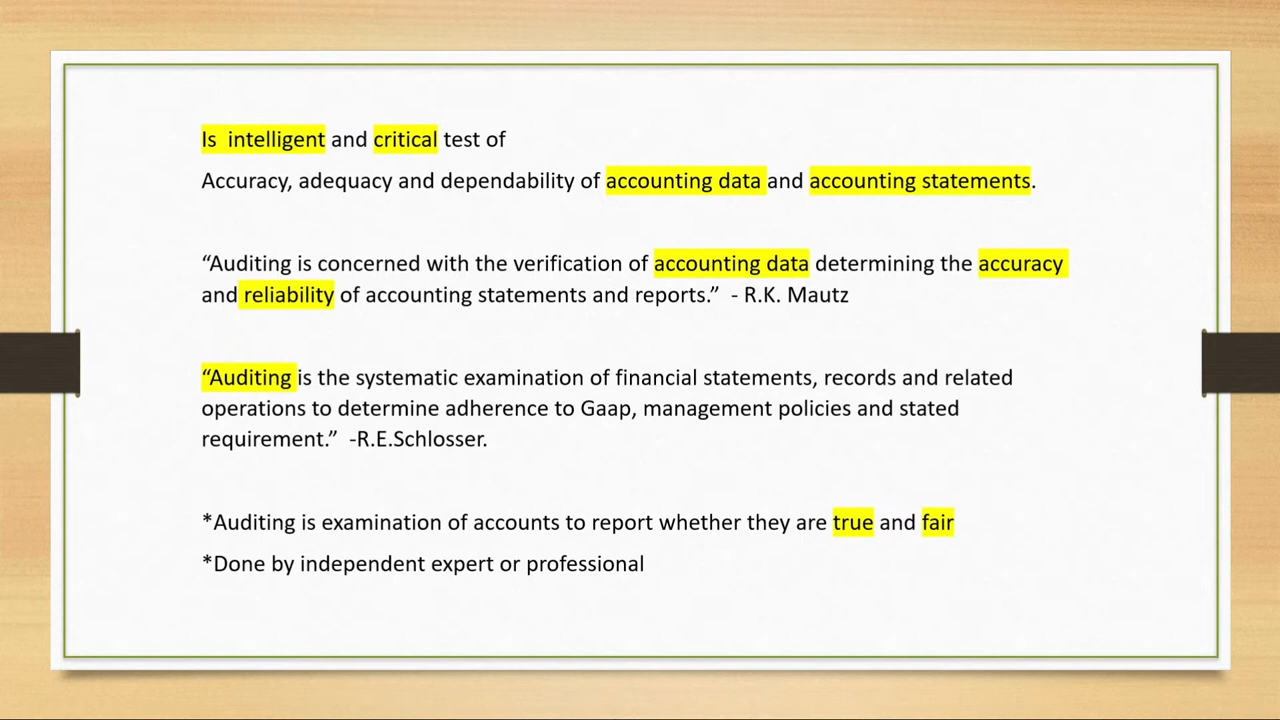 Is  intelligent and critical test of
Accuracy, adequacy and dependability of accounting data and accounting statements.
“Auditing is concerned with the verification of accounting data determining the accuracy
and reliability of accounting statements and reports.”  - R.K. Mautz
“Auditing is the systematic examination of financial statements, records and related
operations to determine adherence to Gaap, management policies and stated
requirement.”  -R.E.Schlosser.
*Auditing is examination of accounts to report whether they are true and fair
*Done by independent expert or professional